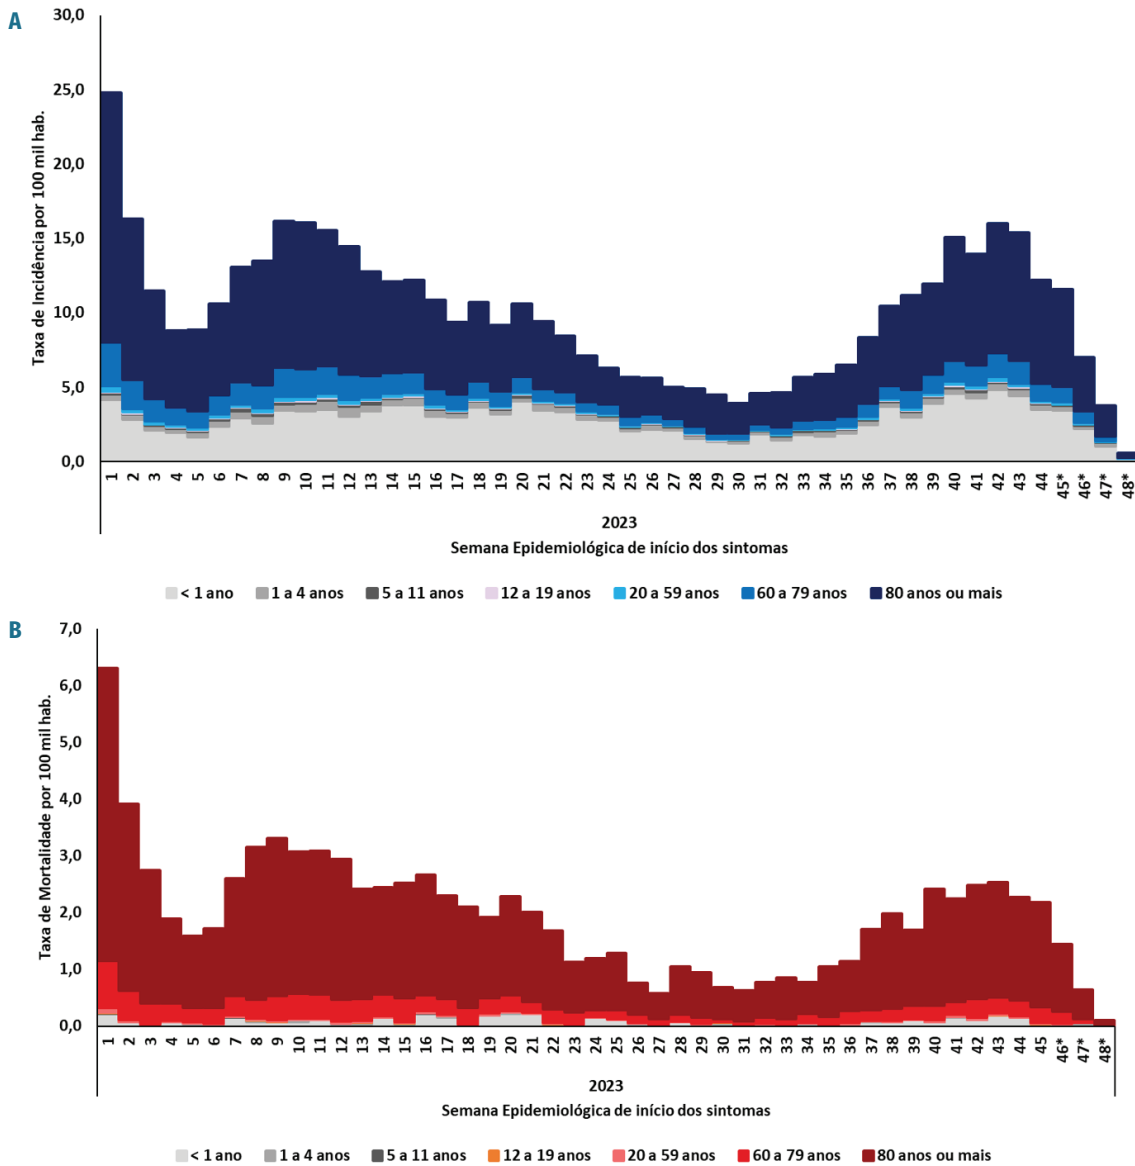 A
30,0
25,0
20,0
15,0
10,0
5,0
0,0
Taxa de Incidência por 100 mil hab.
1 2 3 4 5 6 7 8 9 10 11 12 13 14 15 16 17 18 19 20 21 22 23 24 25 26 27 28 29 30 31 32 33 34 35 36 37 38 39 40 41 42 43 44 45* 46* 47* 48*
2023
Semana Epidemiológica de início dos sintomas
< 1 ano 1 a 4 anos 5 a 11 anos 12 a 19 anos 20 a 59 anos 60 a 79 anos 80 anos ou mais
B
7,0
6,0
5,0
4,0
3,0
2,0
1,0
0,0
Taxa de Mortalidade por 100 mil hab.
1 2 3 4 5 6 7 8 9 10 11 12 13 14 15 16 17 18 19 20 21 22 23 24 25 26 27 28 29 30 31 32 33 34 35 36 37 38 39 40 41 42 43 44 45 46* 47* 48*
2023
Semana Epidemiológica de início dos sintomas
< 1 ano 1 a 4 anos 5 a 11 anos 12 a 19 anos 20 a 59 anos 60 a 79 anos 80 anos ou mais